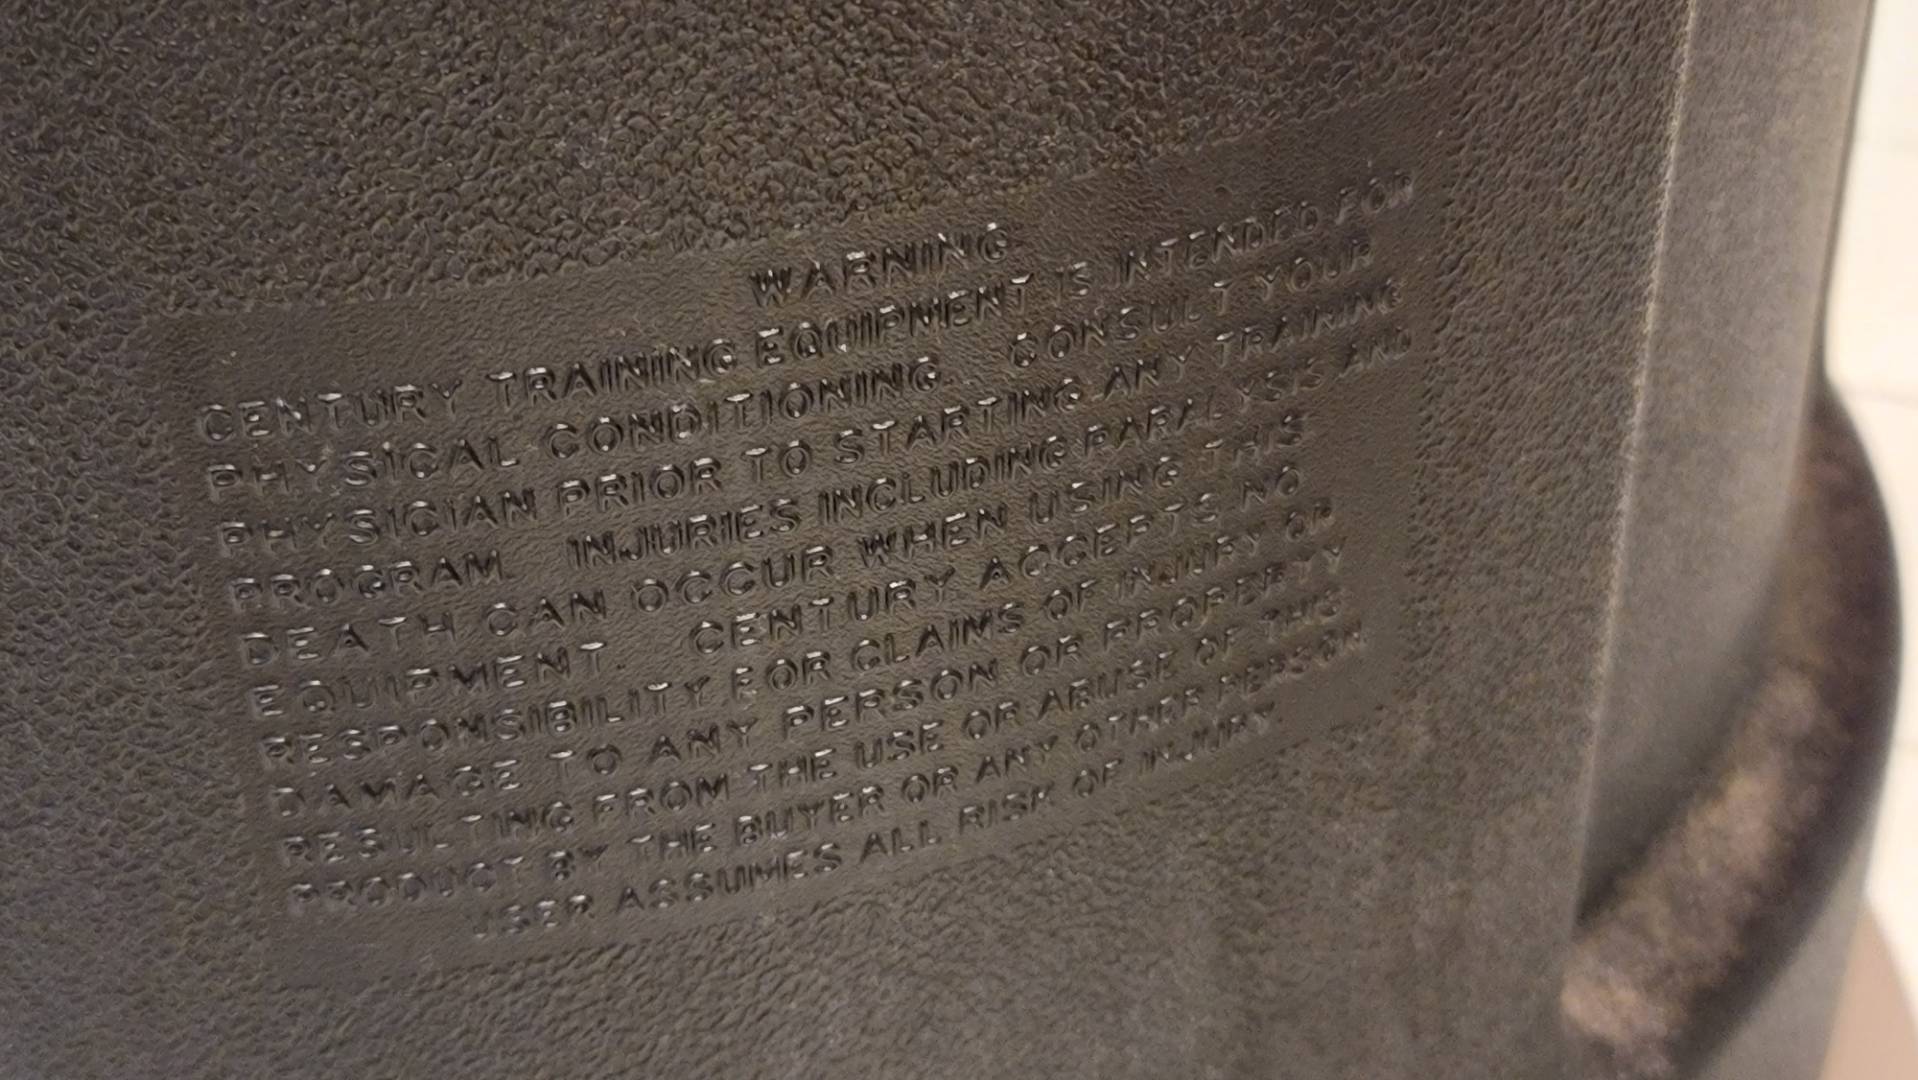 WARNING
CENTURY TRAINING EQUIPMENT IS INTENDED FOR
PHYSICAL CONDITIONING. CONSULT YOUR
PHYSICIAN PRIOR TO STARTING ANY TRAINING
PROGRAM. INJURIES INCLUDING PARALYSIS AND
DEATH CAN OCCUR WHEN USING THIS
EQUIPMENT. CENTURY ACCEPTS NO
RESPONSIBILITY FOR CLAIMS OF INJURY OR
DAMAGE TO ANY PERSON OR PROPERTY
RESULTING FROM THE USE OR ABUSE OF THIS
PRODUCT BY THE BUYER OR ANY OTHER PERSON.
USER ASSUMES ALL RISK OF INJURY.